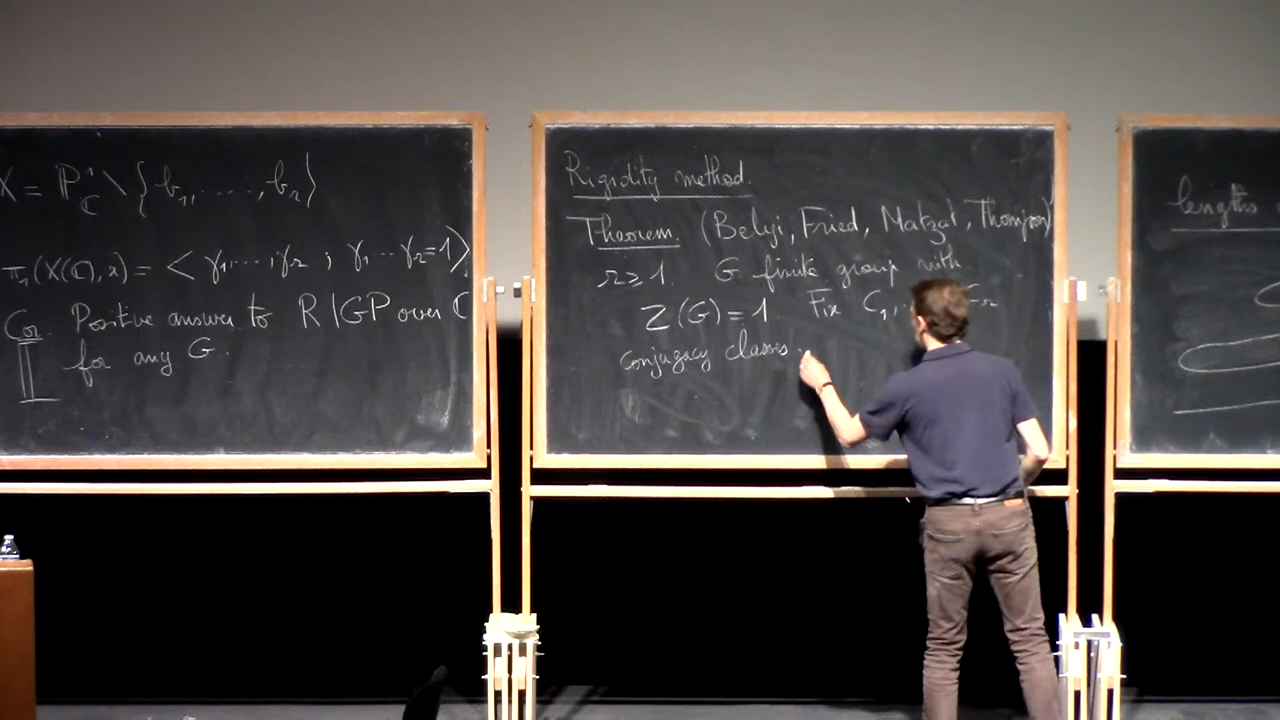 X = P¹_C \ { b₁, ....., b_r }
π₁(X(C), x) = < γ₁ ... , γ_r ; γ₁ ... γ_r = 1 >
Cor. Positive answer to RIGP over C
for any G.
Rigidity method
Theorem. (Belyi, Fried, Matzat, Thompson)
r ≥ 1. G finite group with
Z(G) = 1 Fix C₁,
conjugacy classes.
lengths